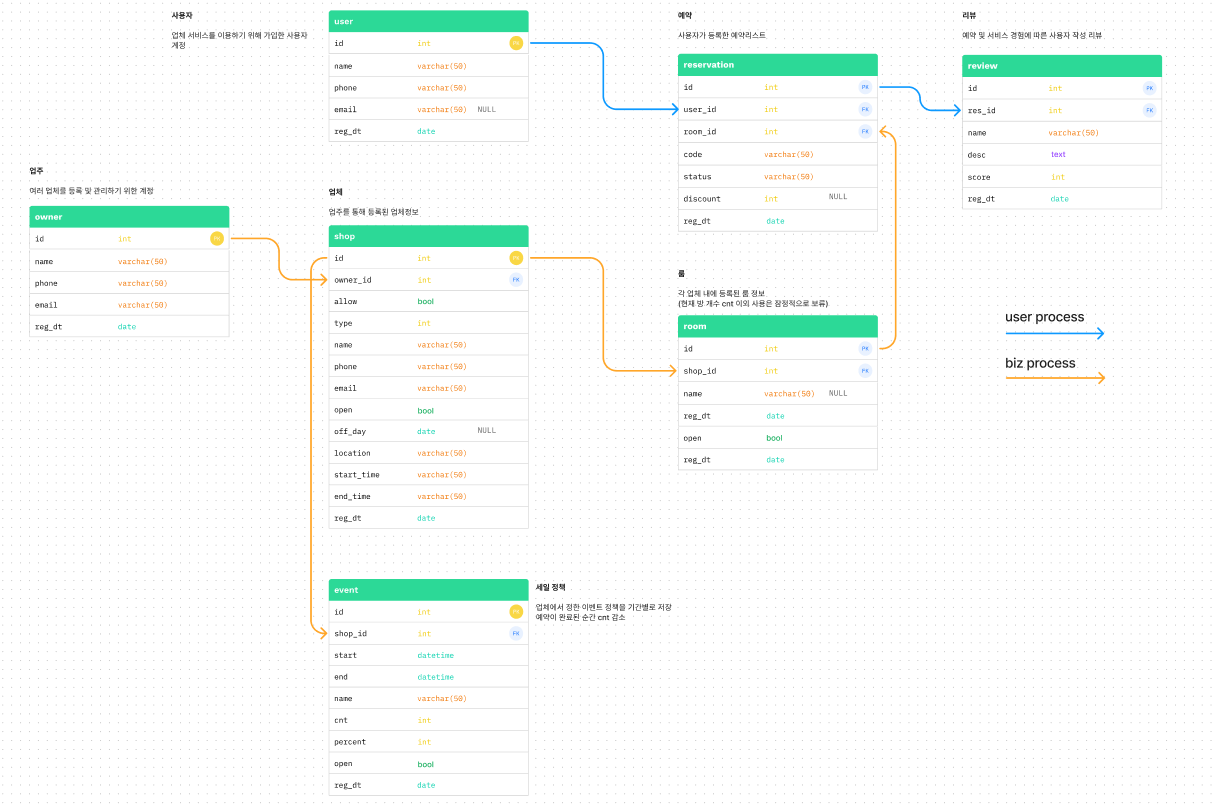 사용자
업체 서비스를 이용하기 위해 가입한 사용자
계정
user
id int PK
name varchar(50)
phone varchar(50)
email varchar(50) NULL
reg_dt date
예약
사용자가 등록한 예약리스트
reservation
id int PK
user_id int FK
room_id int FK
code varchar(50)
status varchar(50)
discount int NULL
reg_dt date
리뷰
예약 및 서비스 경험에 따른 사용자 작성 리뷰
review
id int PK
res_id int FK
name varchar(50)
desc text
score int
reg_dt date
업주
여러 업체를 등록 및 관리하기 위한 계정
owner
id int PK
name varchar(50)
phone varchar(50)
email varchar(50)
reg_dt date
업체
업주를 통해 등록된 업체정보
shop
id int PK
owner_id int FK
allow bool
type int
name varchar(50)
phone varchar(50)
email varchar(50)
open bool
off_day date NULL
location varchar(50)
start_time varchar(50)
end_time varchar(50)
reg_dt date
룸
각 업체 내에 등록된 룸 정보
(현재 방 개수 cnt 이외 사용은 잠정적으로 보류)
room
id int PK
shop_id int PK
name varchar(50) NULL
reg_dt date
open bool
reg_dt date
user process
biz process
event
id int PK
shop_id int FK
start datetime
end datetime
name varchar(50)
cnt int
percent int
open bool
reg_dt date
세일 정책
업체에서 정한 이벤트 정책을 기간별로 저장
예약이 완료된 순간 cnt 감소